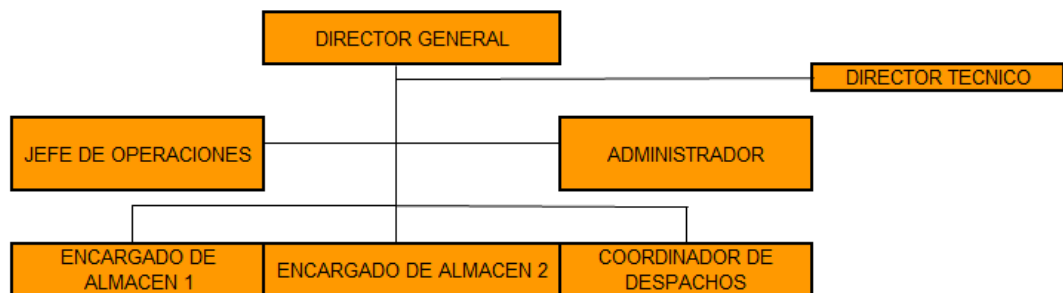 DIRECTOR GENERAL
DIRECTOR TECNICO
JEFE DE OPERACIONES
ADMINISTRADOR
ENCARGADO DE
ALMACEN 1
ENCARGADO DE ALMACEN 2
COORDINADOR DE
DESPACHOS